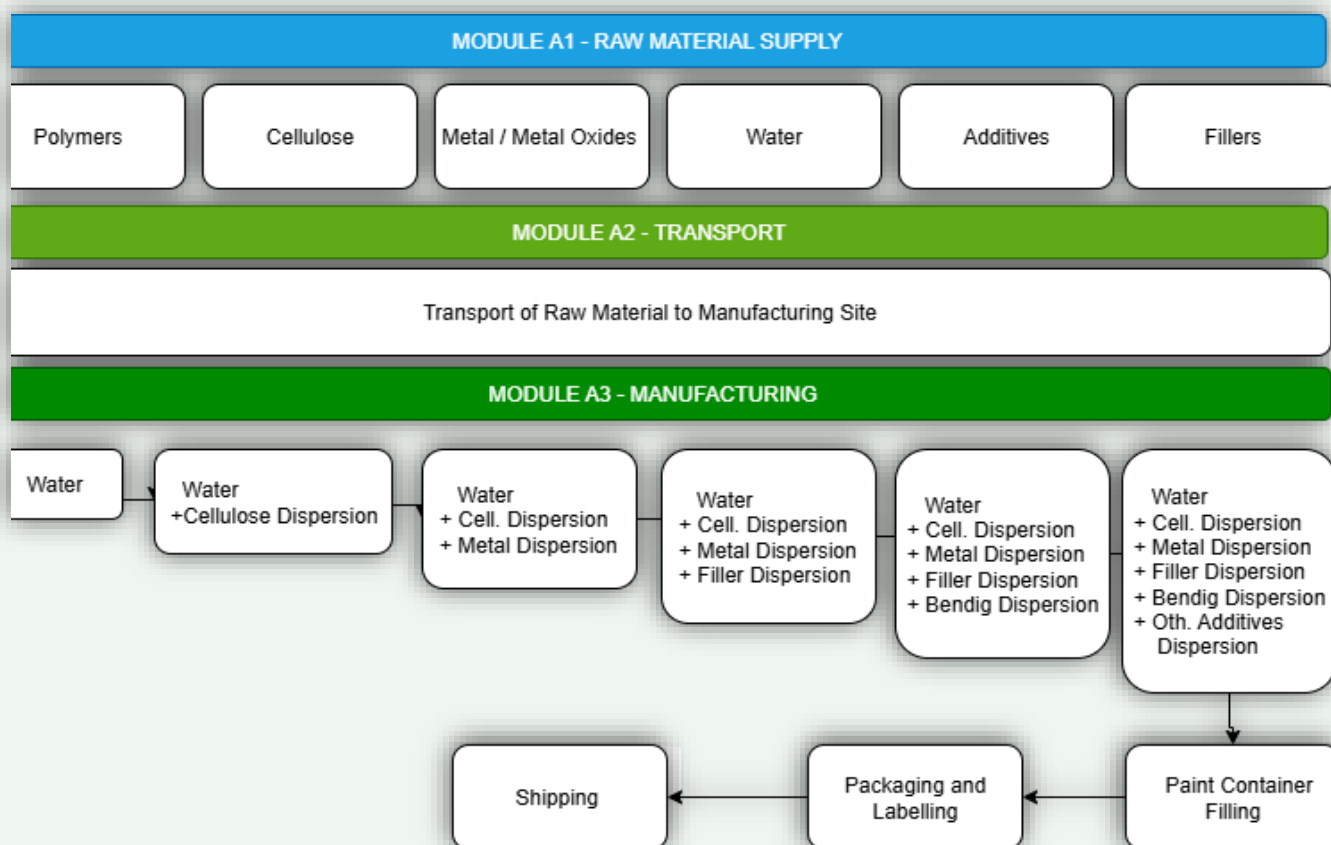 MODULE A1 - RAW MATERIAL SUPPLY
Polymers
Cellulose
Metal / Metal Oxides
Water
Additives
Fillers
MODULE A2 - TRANSPORT
Transport of Raw Material to Manufacturing Site
MODULE A3 - MANUFACTURING
Water
Water
+Cellulose Dispersion
Water
+ Cell. Dispersion
+ Metal Dispersion
Water
+ Cell. Dispersion
+ Metal Dispersion
+ Filler Dispersion
Water
+ Cell. Dispersion
+ Metal Dispersion
+ Filler Dispersion
+ Bendig Dispersion
Water
+ Cell. Dispersion
+ Metal Dispersion
+ Filler Dispersion
+ Bendig Dispersion
+ Oth. Additives
Dispersion
Paint Container
Filling
Packaging and
Labelling
Shipping